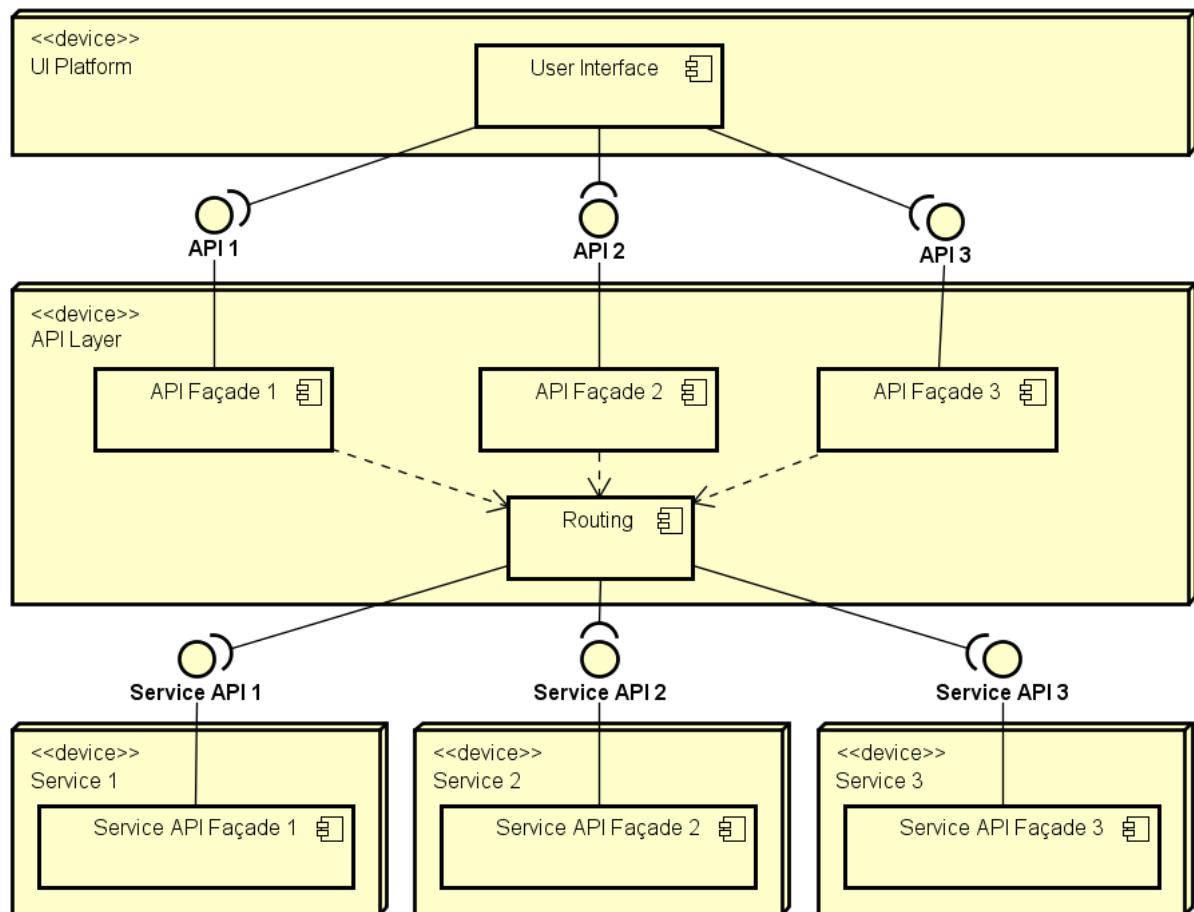 <<device>>
UI Platform
User Interface
API 1
API 2
API 3
<<device>>
API Layer
API Façade 1
API Façade 2
API Façade 3
Routing
Service API 1
Service API 2
Service API 3
<<device>>
Service 1
Service API Façade 1
<<device>>
Service 2
Service API Façade 2
<<device>>
Service 3
Service API Façade 3